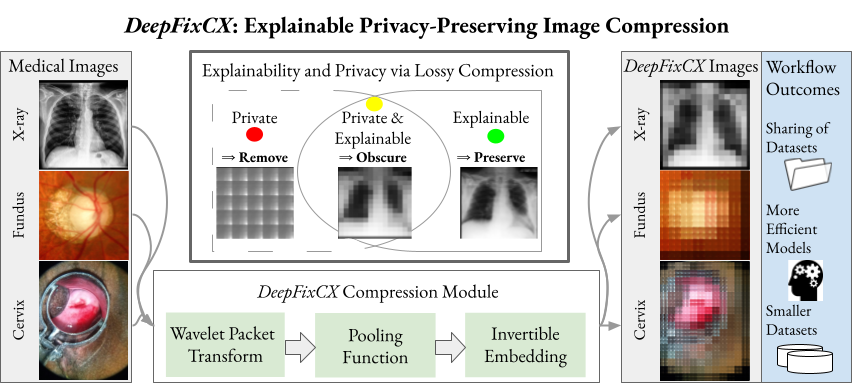 DeepFixCX: Explainable Privacy-Preserving Image Compression
Medical Images
X-ray
Fundus
Cervix
Explainability and Privacy via Lossy Compression
Private
⇒ Remove
Private &
Explainable
⇒ Obscure
Explainable
⇒ Preserve
DeepFixCX Compression Module
Wavelet Packet
Transform
Pooling
Function
Invertible
Embedding
DeepFixCX Images
X-ray
Fundus
Cervix
Workflow
Outcomes
Sharing of
Datasets
More
Efficient
Models
Smaller
Datasets